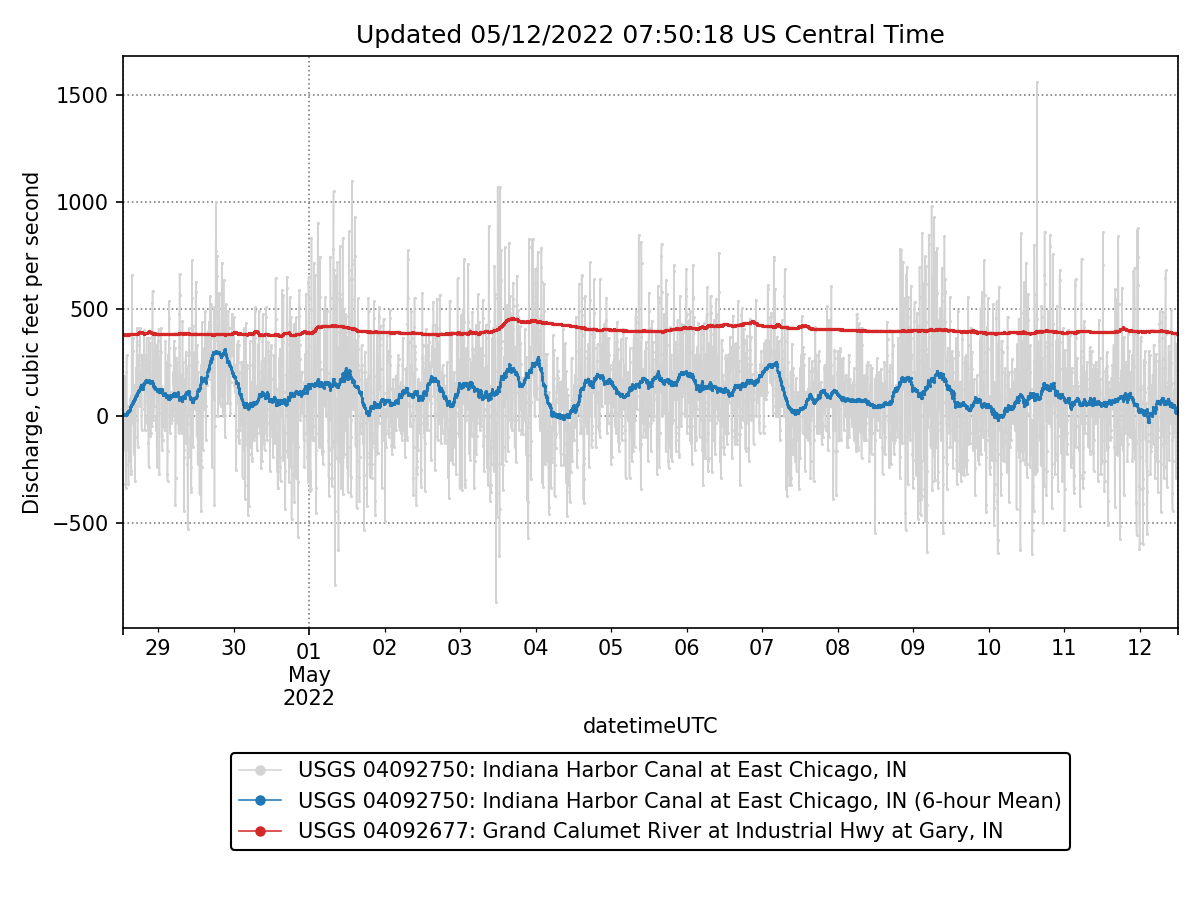 Updated 05/12/2022 07:50:18 US Central Time
Discharge, cubic feet per second
1500
1000
500
0
−500
29 30 01 02 03 04 05 06 07 08 09 10 11 12
May
2022
datetimeUTC
USGS 04092750: Indiana Harbor Canal at East Chicago, IN
USGS 04092750: Indiana Harbor Canal at East Chicago, IN (6-hour Mean)
USGS 04092677: Grand Calumet River at Industrial Hwy at Gary, IN